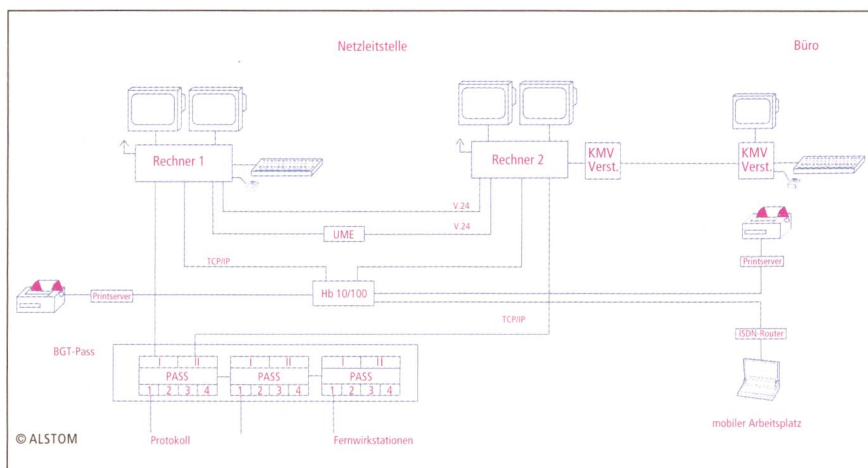 Netzleitstelle
Büro
Rechner 1
Rechner 2
KMV
Verst.
KMV
Verst.
V.24
UME
V.24
TCP/IP
Printserver
Printserver
Hb 10/100
TCP/IP
ISDN-Router
BGT-Pass
I II
I II
I II
PASS
PASS
PASS
1 2 3 4
1 2 3 4
1 2 3 4
mobiler Arbeitsplatz
© ALSTOM
Protokoll
Fernwirkstationen